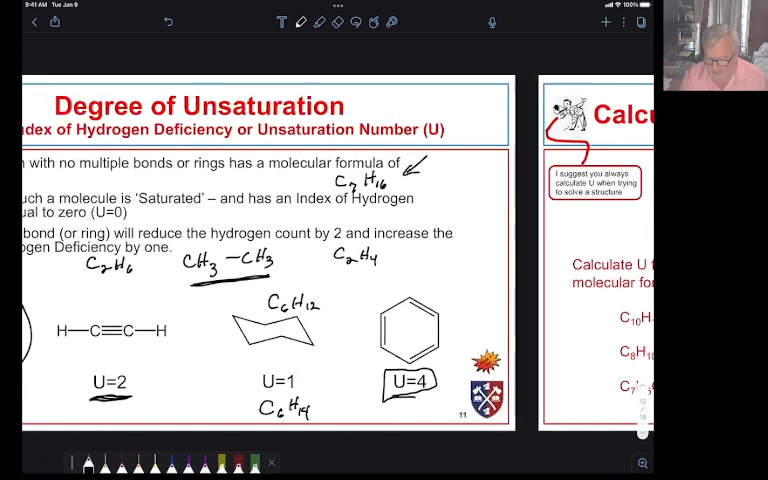 9:41 AM Tue Jan 9
100%
Degree of Unsaturation
ndex of Hydrogen Deficiency or Unsaturation Number (U)
with no multiple bonds or rings has a molecular formula of
C7H16
uch a molecule is 'Saturated' – and has an Index of Hydrogen
ual to zero (U=0)
bond (or ring) will reduce the hydrogen count by 2 and increase the
ogen Deficiency by one.
C2H6
CH3-CH3
C2H4
C6H12
H—C≡C—H
U=2
U=1
U=4
C6H14
11
Calcu
I suggest you always
calculate U when trying
to solve a structure
Calculate U f
molecular fo
C10H
C8H10
10
/
18